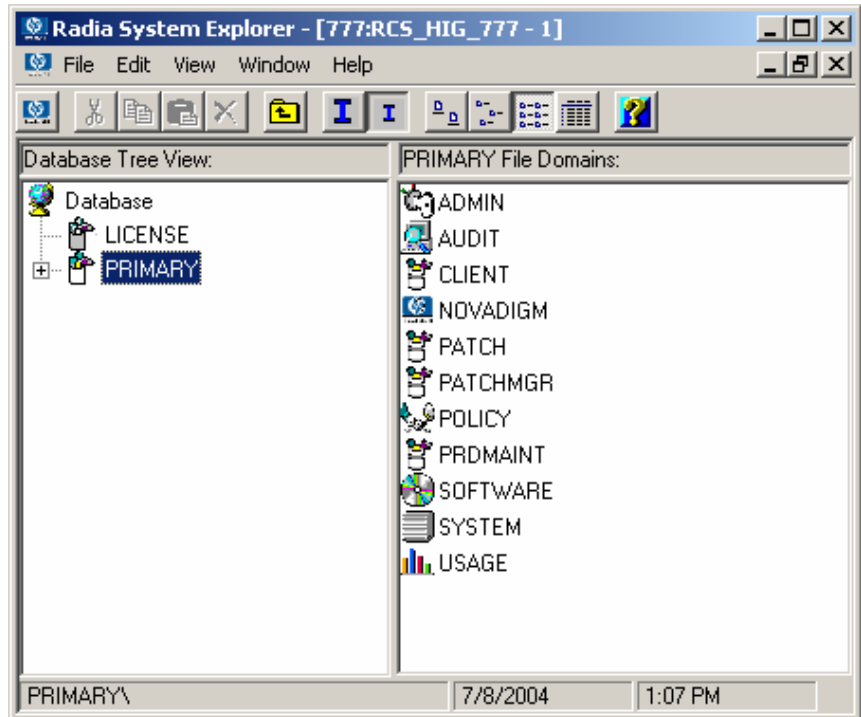 Radia System Explorer - [777:RCS_HIG_777 - 1]
File Edit View Window Help
Database Tree View:
PRIMARY File Domains:
Database
LICENSE
PRIMARY
ADMIN
AUDIT
CLIENT
NOVADIGM
PATCH
PATCHMGR
POLICY
PRDMAINT
SOFTWARE
SYSTEM
USAGE
PRIMARY\ 7/8/2004 1:07 PM